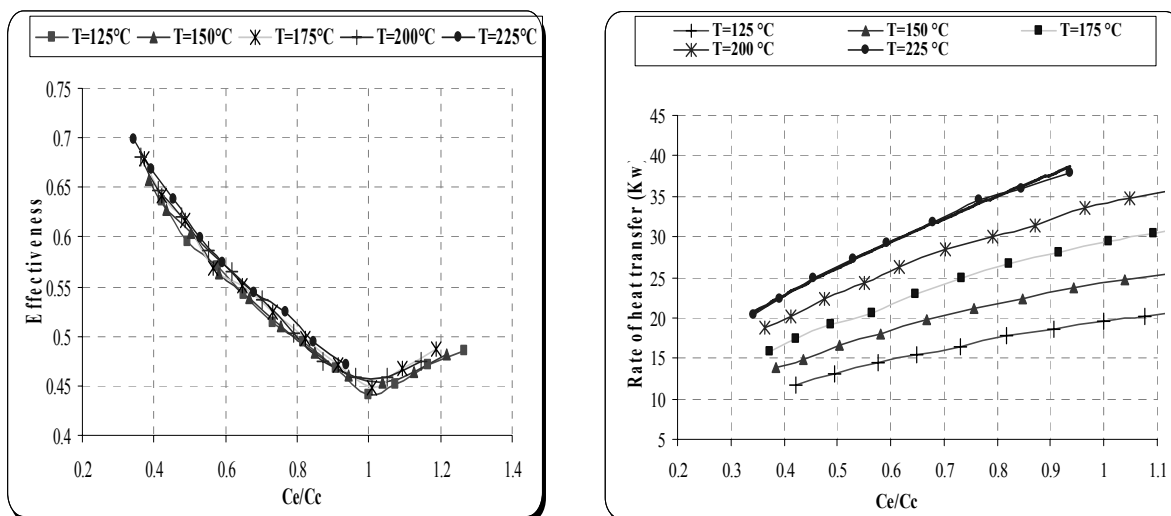 T=125°C T=150°C T=175°C T=200°C T=225°C
Effectiveness
0.75
0.7
0.65
0.6
0.55
0.5
0.45
0.4
0.2 0.4 0.6 0.8 1 1.2 1.4
Ce/Cc
T=125 °C T=150 °C T=175 °C
T=200 °C T=225 °C
Rate of heat transfer (Kw)
45
40
35
30
25
20
15
10
5
0.2 0.3 0.4 0.5 0.6 0.7 0.8 0.9 1 1.1
Ce/Cc